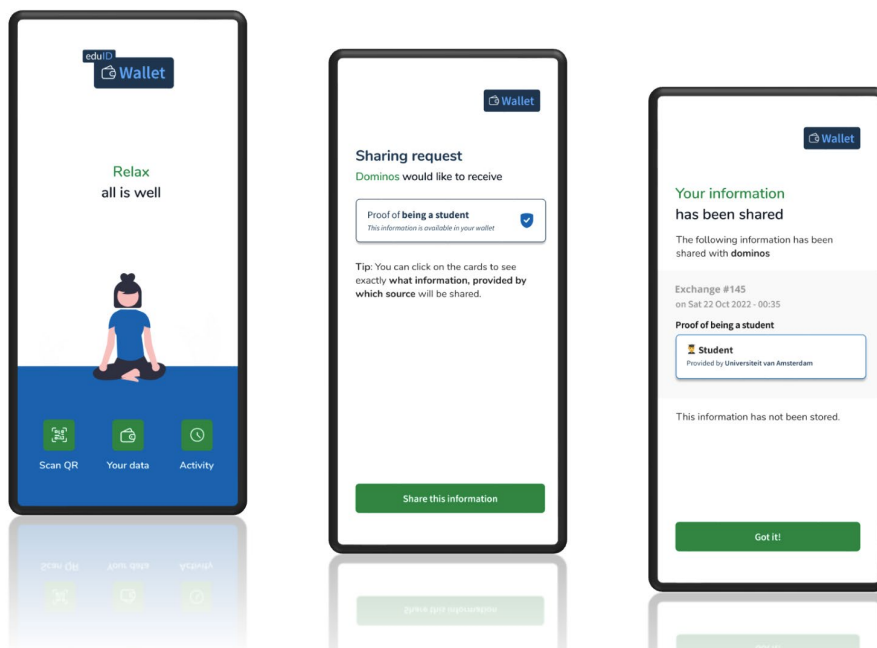 eduID
Wallet
Relax
all is well
Scan QR
Your data
Activity
Wallet
Sharing request
Dominos would like to receive
Proof of being a student
This information is available in your wallet
Tip: You can click on the cards to see
exactly what information, provided by
which source will be shared.
Share this information
Wallet
Your information
has been shared
The following information has been
shared with dominos
Exchange #145
on Sat 22 Oct 2022 - 00:35
Proof of being a student
Student
Provided by Universiteit van Amsterdam
This information has not been stored.
Got it!